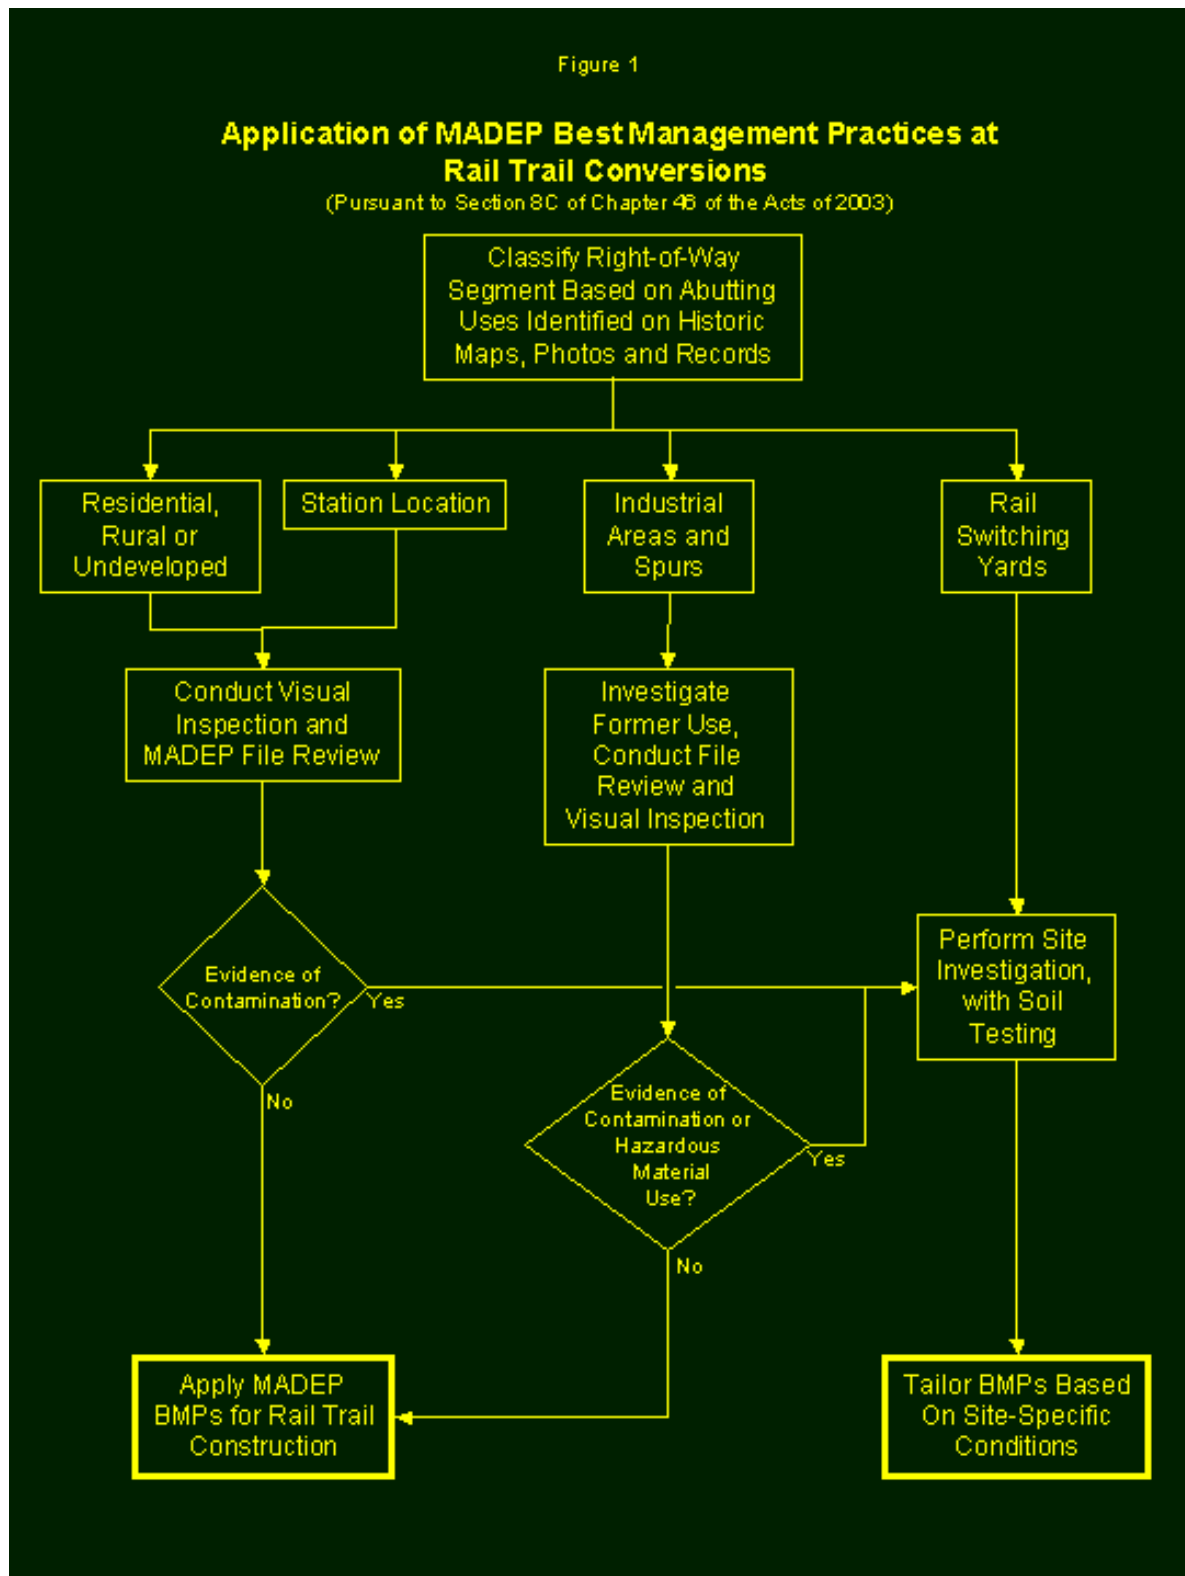 Figure 1
Application of MADEP Best Management Practices at
Rail Trail Conversions
(Pursuant to Section 8C of Chapter 46 of the Acts of 2003)
Classify Right-of-Way
Segment Based on Abutting
Uses Identified on Historic
Maps, Photos and Records
Residential,
Rural or
Undeveloped
Station Location
Industrial
Areas and
Spurs
Rail
Switching
Yards
Conduct Visual
Inspection and
MADEP File Review
Investigate
Former Use,
Conduct File
Review and
Visual Inspection
Evidence of
Contamination?
Yes
No
Perform Site
Investigation,
with Soil
Testing
Evidence of
Contamination or
Hazardous
Material
Use?
Yes
No
Apply MADEP
BMPs for Rail Trail
Construction
Tailor BMPs Based
On Site-Specific
Conditions